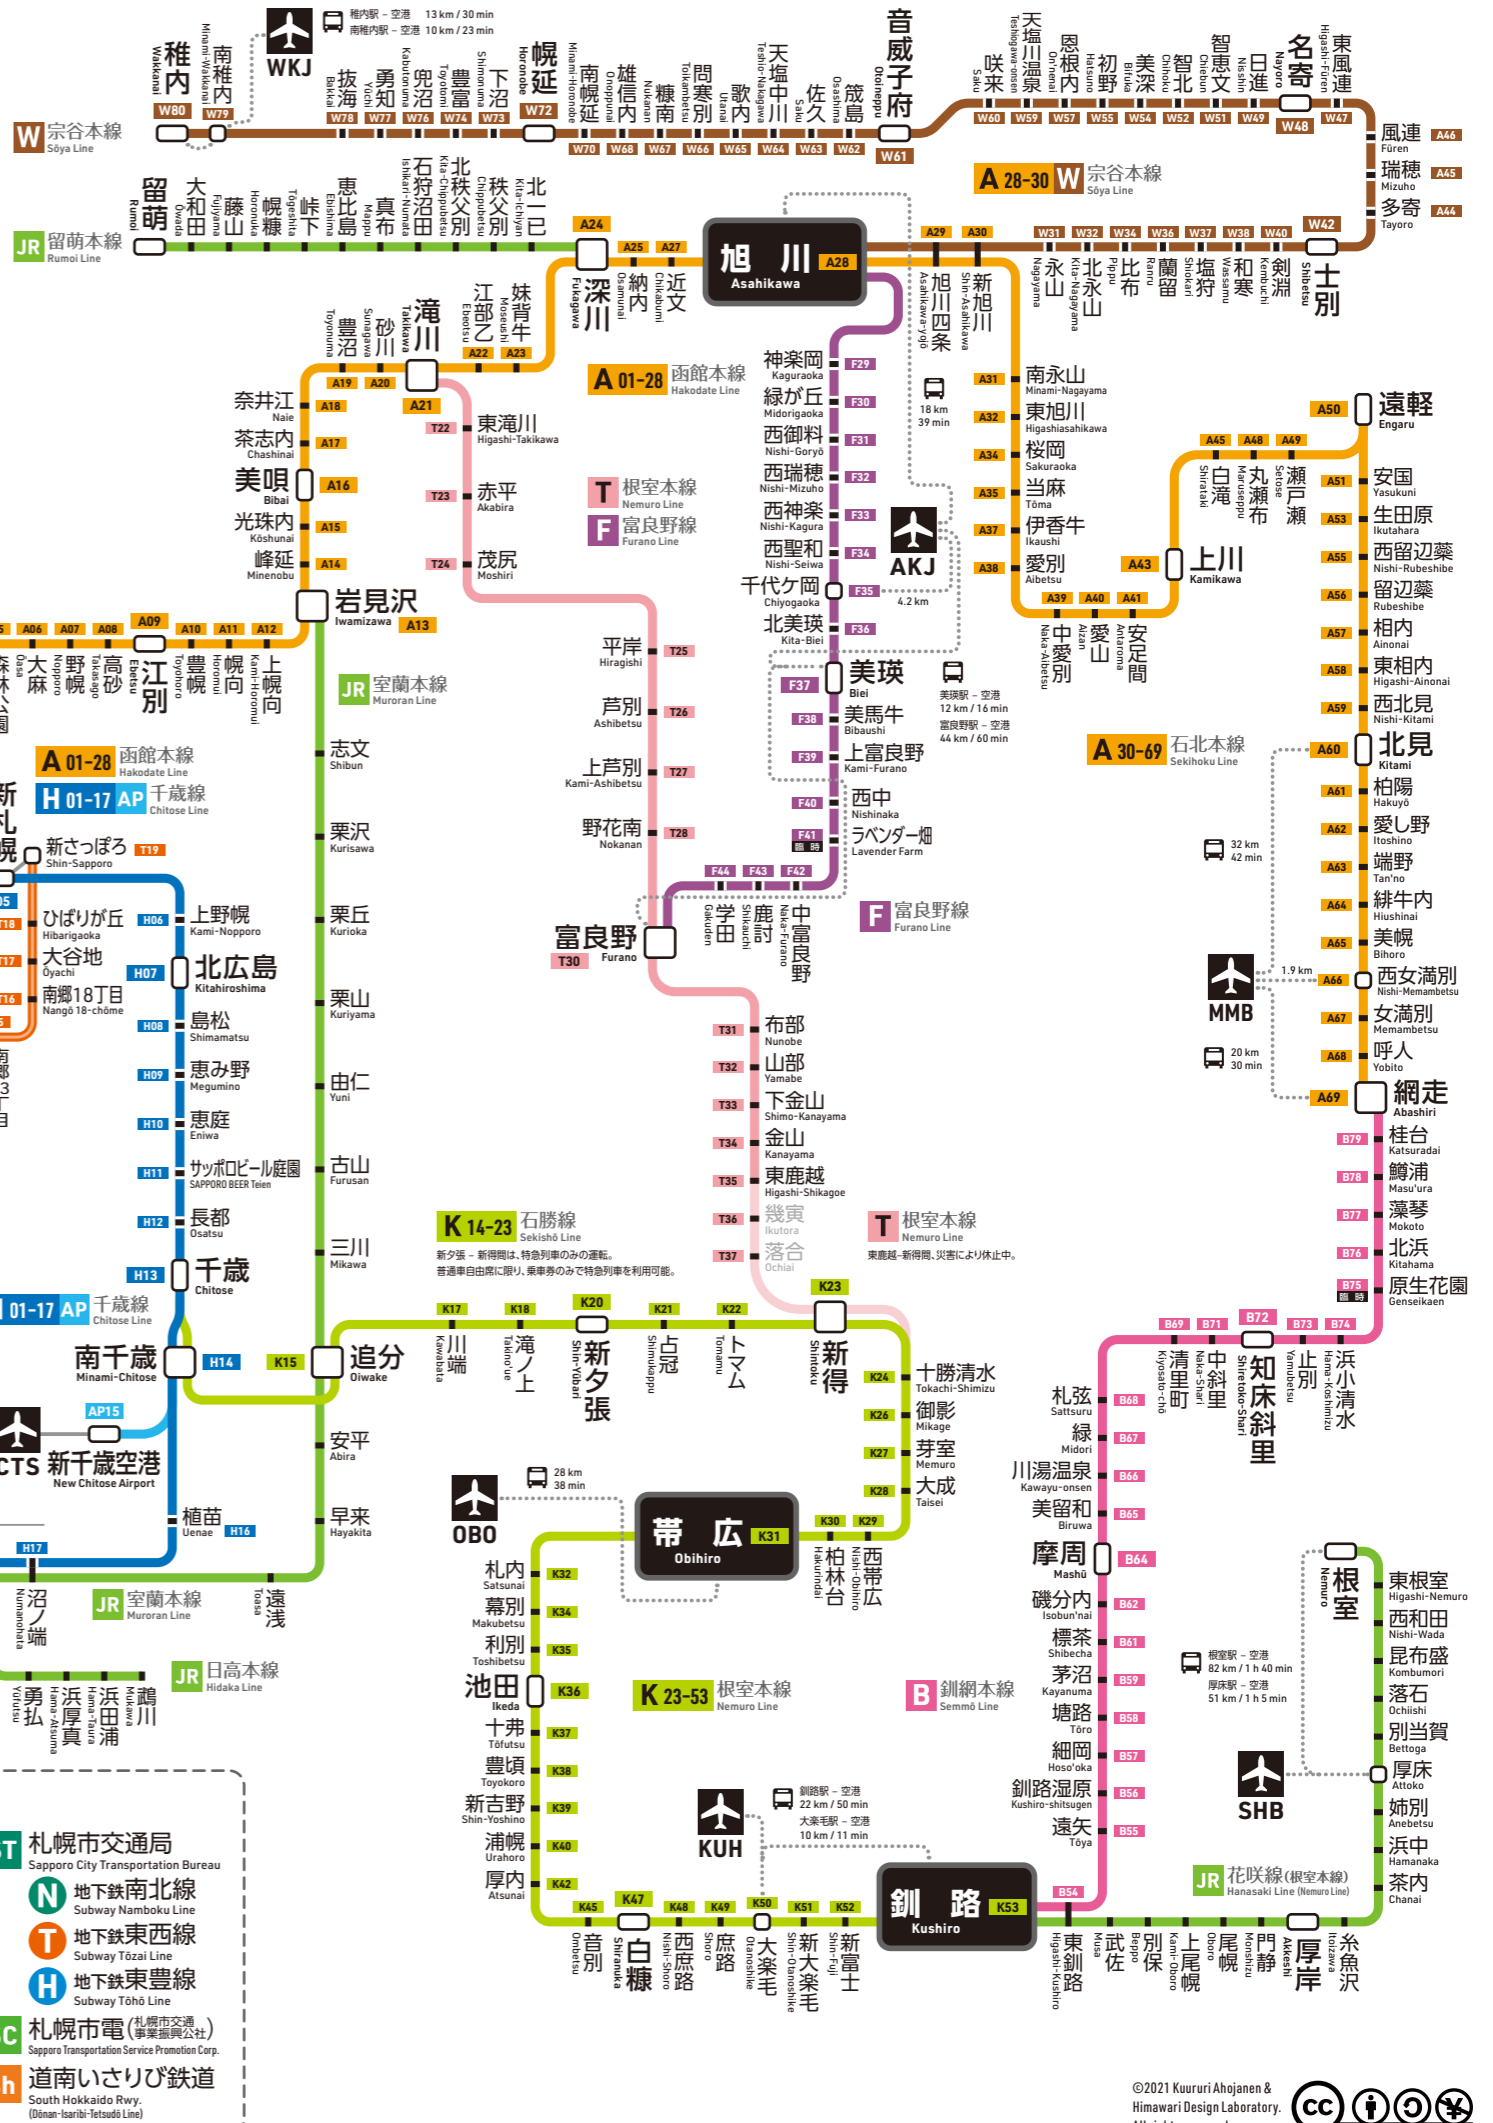 稚内駅 – 空港 13 km / 30 min
南稚内駅 – 空港 10 km / 23 min
WKJ
W 宗谷本線
Sōya Line
稚内 Wakkanai W80
南稚内 Minami-Wakkanai W79
抜海 Bakkai W78
勇知 Yūchi W77
兜沼 Kabutonuma W76
豊富 Toyotomi W74
下沼 Shimonuma W73
幌延 Horonobe W72
南幌延 Minami-Horonobe W70
雄信内 Onoppunai W68
糠南 Nukanan W67
問寒別 Toikambetsu W66
歌内 Utanai W65
天塩中川 Teshio-Nakagawa W64
佐久 Saku W63
筬島 Osashima W62
音威子府 Otoineppu W61
咲来 Saku W60
天塩川温泉 Teshiogawa-onsen W59
恩根内 On'nenai W57
初野 Hatsuno W55
美深 Bifuka W54
智北 Chihoku W52
智恵文 Chiebun W51
日進 Nisshin W49
名寄 Nayoro W48
東風連 Higashi-Fūren W47
風連 Fūren A46
瑞穂 Mizuho A45
多寄 Tayoro A44
士別 Shibetsu W42
A 28-30 W 宗谷本線
Sōya Line
剣淵 Kembuchi W40
和寒 Wassamu W38
塩狩 Shiokari W37
蘭留 Ranru W36
比布 Pippu W34
北永山 Kita-Nagayama W32
永山 Nagayama W31
新旭川 Shin-Asahikawa A30
旭川四条 Asahikawa-yojō A29
旭川 Asahikawa A28
JR 留萌本線
Rumoi Line
留萌 Rumoi
大和田 Ōwada
藤山 Fujiyama
幌糠 Horonuka
峠下 Tōgeshita
恵比島 Ebishima
真布 Mappu
石狩沼田 Ishikari-Numata
北秩父別 Kita-Chippubetsu
秩父別 Chippubetsu
北一已 Kita-Ichiyan
深川 Fukagawa A24
納内 Osamunai A25
近文 Chikabumi A27
妹背牛 Moseushi A23
江部乙 Ebeotsu A22
滝川 Takikawa A21
砂川 Sunagawa A20
豊沼 Toyonuma A19
奈井江 Naie A18
茶志内 Chashinai A17
美唄 Bibai A16
光珠内 Kōshunai A15
峰延 Minenobu A14
岩見沢 Iwamizawa A13
上幌向 Kami-Horomui A12
幌向 Horomui A11
豊幌 Toyohoro A10
江別 Ebetsu A09
高砂 Takasago A08
野幌 Nopporo A07
大麻 Ōasa A06
森林公園
A 01-28 函館本線
Hakodate Line
T 根室本線
Nemuro Line
F 富良野線
Furano Line
東滝川 Higashi-Takikawa T22
赤平 Akabira T23
茂尻 Moshiri T24
平岸 Hiragishi T25
芦別 Ashibetsu T26
上芦別 Kami-Ashibetsu T27
野花南 Nokanan T28
富良野 Furano T30
神楽岡 Kaguraoka F29
緑が丘 Midorigaoka F30
西御料 Nishi-Goryō F31
西瑞穂 Nishi-Mizuho F32
西神楽 Nishi-Kagura F33
西聖和 Nishi-Seiwa F34
千代ケ岡 Chiyogaoka F35
北美瑛 Kita-Biei F36
美瑛 Biei F37
美馬牛 Bibaushi F38
上富良野 Kami-Furano F39
西中 Nishinaka F40
ラベンダー畑 Lavender Farm F41 臨時
中富良野 Naka-Furano F42
鹿討 Shikauchi F43
学田 Gakuden F44
F 富良野線
Furano Line
18 km
39 min
AKJ
4.2 km
美瑛駅 – 空港
12 km / 16 min
富良野駅 – 空港
44 km / 60 min
南永山 Minami-Nagayama A31
東旭川 Higashiasahikawa A32
桜岡 Sakuraoka A34
当麻 Tōma A35
伊香牛 Ikaushi A37
愛別 Aibetsu A38
中愛別 Naka-Aibetsu A39
愛山 Aizan A40
安足間 Antaroma A41
上川 Kamikawa A43
白滝 Shirataki A45
丸瀬布 Maruseppu A48
瀬戸瀬 Setose A49
遠軽 Engaru A50
安国 Yasukuni A51
生田原 Ikutahara A53
西留辺蘂 Nishi-Rubeshibe A55
留辺蘂 Rubeshibe A56
相内 Ainonai A57
東相内 Higashi-Ainonai A58
西北見 Nishi-Kitami A59
北見 Kitami A60
柏陽 Hakuyō A61
愛し野 Itoshino A62
端野 Tan'no A63
緋牛内 Hiushinai A64
美幌 Bihoro A65
西女満別 Nishi-Memambetsu A66
女満別 Memambetsu A67
呼人 Yobito A68
網走 Abashiri A69
A 30-69 石北本線
Sekihoku Line
32 km
42 min
MMB
1.9 km
20 km
30 min
JR 室蘭本線
Muroran Line
志文 Shibun
栗沢 Kurisawa
栗丘 Kurioka
栗山 Kuriyama
由仁 Yuni
古山 Furusan
三川 Mikawa
追分 Oiwake K15
安平 Abira
早来 Hayakita
遠浅 Toasa
JR 室蘭本線
Muroran Line
A 01-28 函館本線
Hakodate Line
H 01-17 AP 千歳線
Chitose Line
新札幌
新さっぽろ Shin-Sapporo T19
ひばりが丘 Hibarigaoka T18
大谷地 Ōyachi T17
南郷18丁目 Nangō 18-chōme T16
上野幌 Kami-Nopporo H06
北広島 Kitahiroshima H07
島松 Shimamatsu H08
恵み野 Megumino H09
恵庭 Eniwa H10
サッポロビール庭園 SAPPORO BEER Teien H11
長都 Osatsu H12
千歳 Chitose H13
01-17 AP 千歳線
Chitose Line
南千歳 Minami-Chitose H14
AP15
CTS 新千歳空港
New Chitose Airport
植苗 Uenae H16
沼ノ端 Numanohata H17
勇払 Yūfutsu
浜厚真 Hama-Atsuma
浜田浦 Hama-Taura
鵡川 Mukawa
JR 日高本線
Hidaka Line
布部 Nunobe T31
山部 Yamabe T32
下金山 Shimo-Kanayama T33
金山 Kanayama T34
東鹿越 Higashi-Shikagoe T35
幾寅 Ikutora T36
落合 Ochiai T37
T 根室本線
Nemuro Line
東鹿越–新得間、災害により休止中。
K 14-23 石勝線
Sekishō Line
新夕張 – 新得間は、特急列車のみの運転。
普通車自由席に限り、乗車券のみで特急列車を利用可能。
川端 Kawabata K17
滝ノ上 Takino'ue K18
新夕張 Shin-Yūbari K20
占冠 Shimukappu K21
トマム Tomamu K22
新得 Shintoku K23
十勝清水 Tokachi-Shimizu K24
御影 Mikage K26
芽室 Memuro K27
大成 Taisei K28
西帯広 Nishi-Obihiro K29
柏林台 Hakurindai K30
帯広 Obihiro K31
OBO
28 km
38 min
札内 Satsunai K32
幕別 Makubetsu K34
利別 Toshibetsu K35
池田 Ikeda K36
十弗 Tōfutsu K37
豊頃 Toyokoro K38
新吉野 Shin-Yoshino K39
浦幌 Urahoro K40
厚内 Atsunai K42
音別 Ombetsu K45
白糠 Shiranuka K47
西庶路 Nishi-Shoro K48
庶路 Shoro K49
大楽毛 Otanoshike K50
新大楽毛 Shin-Otanoshike K51
新富士 Shin-Fuji K52
釧路 Kushiro K53
K 23-53 根室本線
Nemuro Line
KUH
釧路駅 – 空港
22 km / 50 min
大楽毛駅 – 空港
10 km / 11 min
桂台 Katsuradai B79
鱒浦 Masu'ura B78
藻琴 Mokoto B77
北浜 Kitahama B76
原生花園 Genseikaen B75 臨時
浜小清水 Hama-Koshimizu B74
止別 Yamubetsu B73
知床斜里 Shiretoko-Shari B72
中斜里 Naka-Shari B71
清里町 Kiyosato-chō B69
札弦 Sattsuru B68
緑 Midori B67
川湯温泉 Kawayu-onsen B66
美留和 Biruwa B65
摩周 Mashū B64
磯分内 Isobun'nai B62
標茶 Shibecha B61
茅沼 Kayanuma B59
塘路 Tōro B58
細岡 Hoso'oka B57
釧路湿原 Kushiro-shitsugen B56
遠矢 Tōya B55
東釧路 Higashi-Kushiro B54
B 釧網本線
Semmō Line
武佐 Musa
別保 Beppo
上尾幌 Kami-Oboro
尾幌 Oboro
門静 Monshizu
厚岸 Akkeshi
糸魚沢 Itoizawa
茶内 Chanai
浜中 Hamanaka
姉別 Anebetsu
厚床 Attoko
別当賀 Bettoga
落石 Ochiishi
昆布盛 Kombumori
西和田 Nishi-Wada
東根室 Higashi-Nemuro
根室 Nemuro
根室駅 – 空港
82 km / 1 h 40 min
厚床駅 – 空港
51 km / 1 h 5 min
SHB
JR 花咲線(根室本線)
Hanasaki Line (Nemuro Line)
ST 札幌市交通局
Sapporo City Transportation Bureau
N 地下鉄南北線
Subway Namboku Line
T 地下鉄東西線
Subway Tōzai Line
H 地下鉄東豊線
Subway Tōhō Line
札幌市電(札幌市交通事業振興公社)
Sapporo Transportation Service Promotion Corp.
道南いさりび鉄道
South Hokkaido Rwy.
(Dōnan-Isaribi-Tetsudō Line)
©2021 Kuururi Ahojanen &
Himawari Design Laboratory.
cc